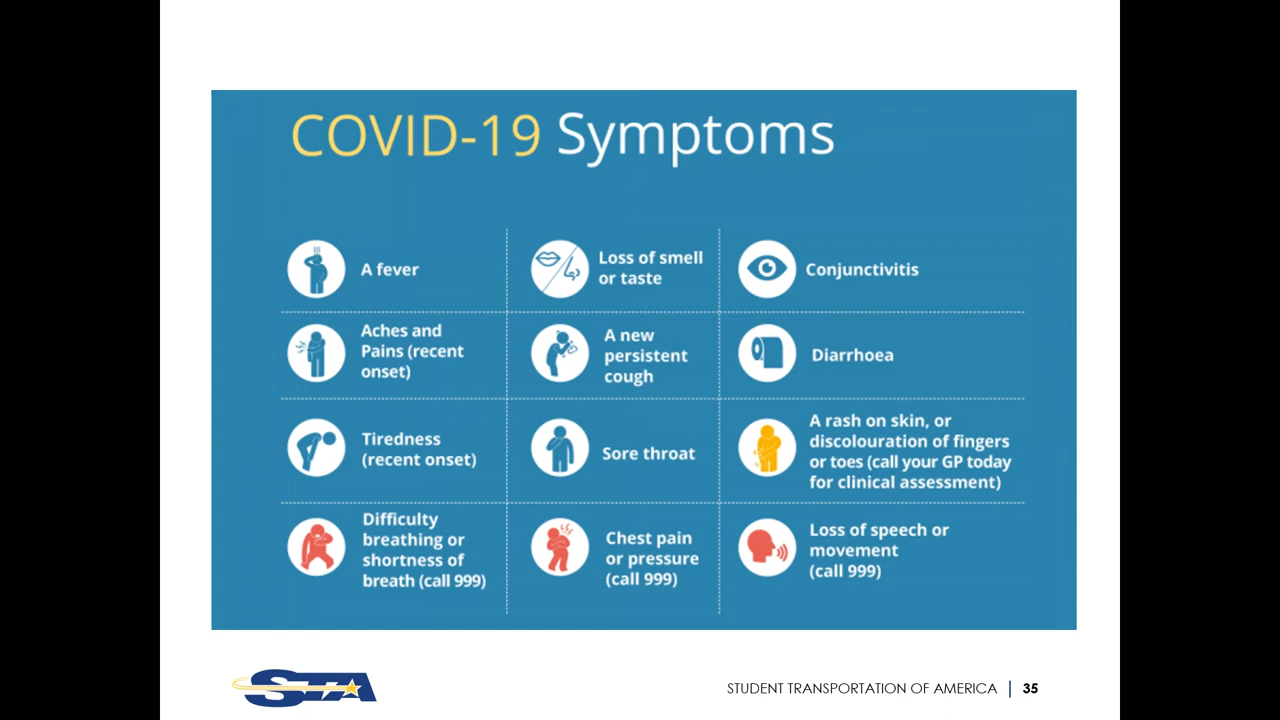 COVID-19 Symptoms
A fever
Loss of smell
or taste
Conjunctivitis
Aches and
Pains (recent
onset)
A new
persistent
cough
Diarrhoea
Tiredness
(recent onset)
Sore throat
A rash on skin, or
discolouration of fingers
or toes (call your GP today
for clinical assessment)
Difficulty
breathing or
shortness of
breath (call 999)
Chest pain
or pressure
(call 999)
Loss of speech or
movement
(call 999)
STA
STUDENT TRANSPORTATION OF AMERICA | 35